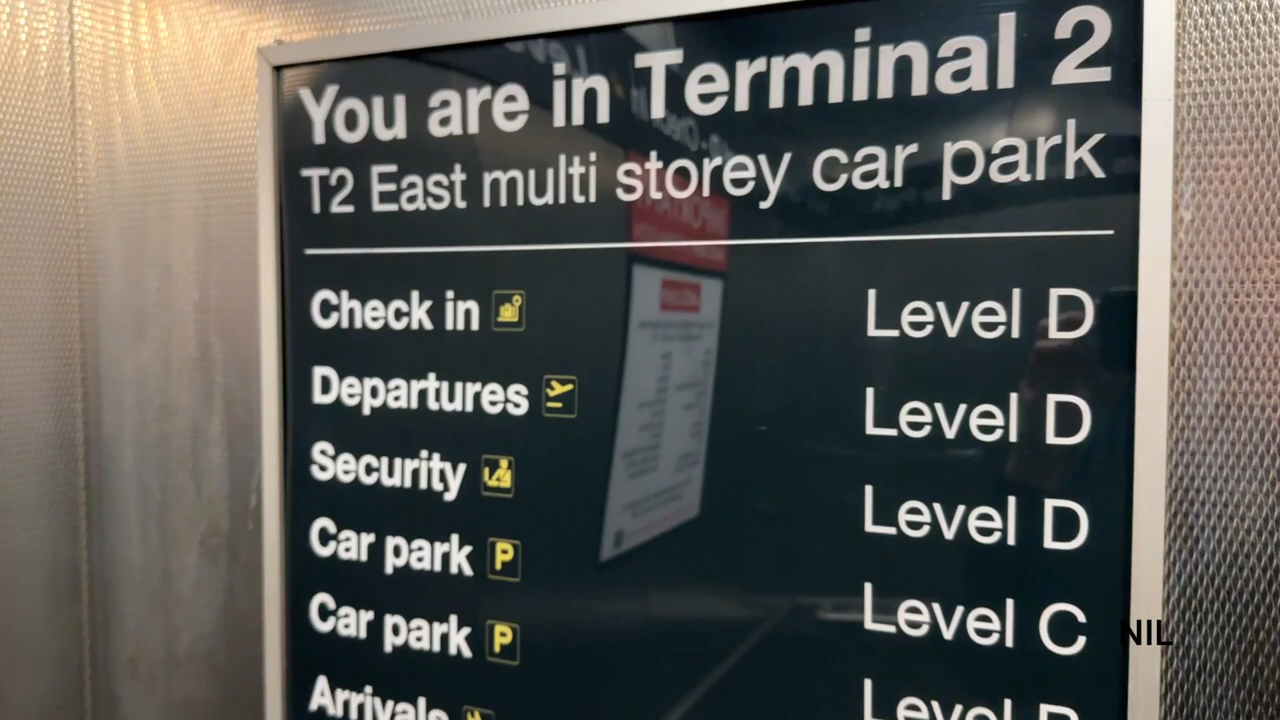 You are in Terminal 2
T2 East multi storey car park
Check in Level D
Departures Level D
Security Level D
Car park P Level C
Car park P Level
Arrivals
NIL